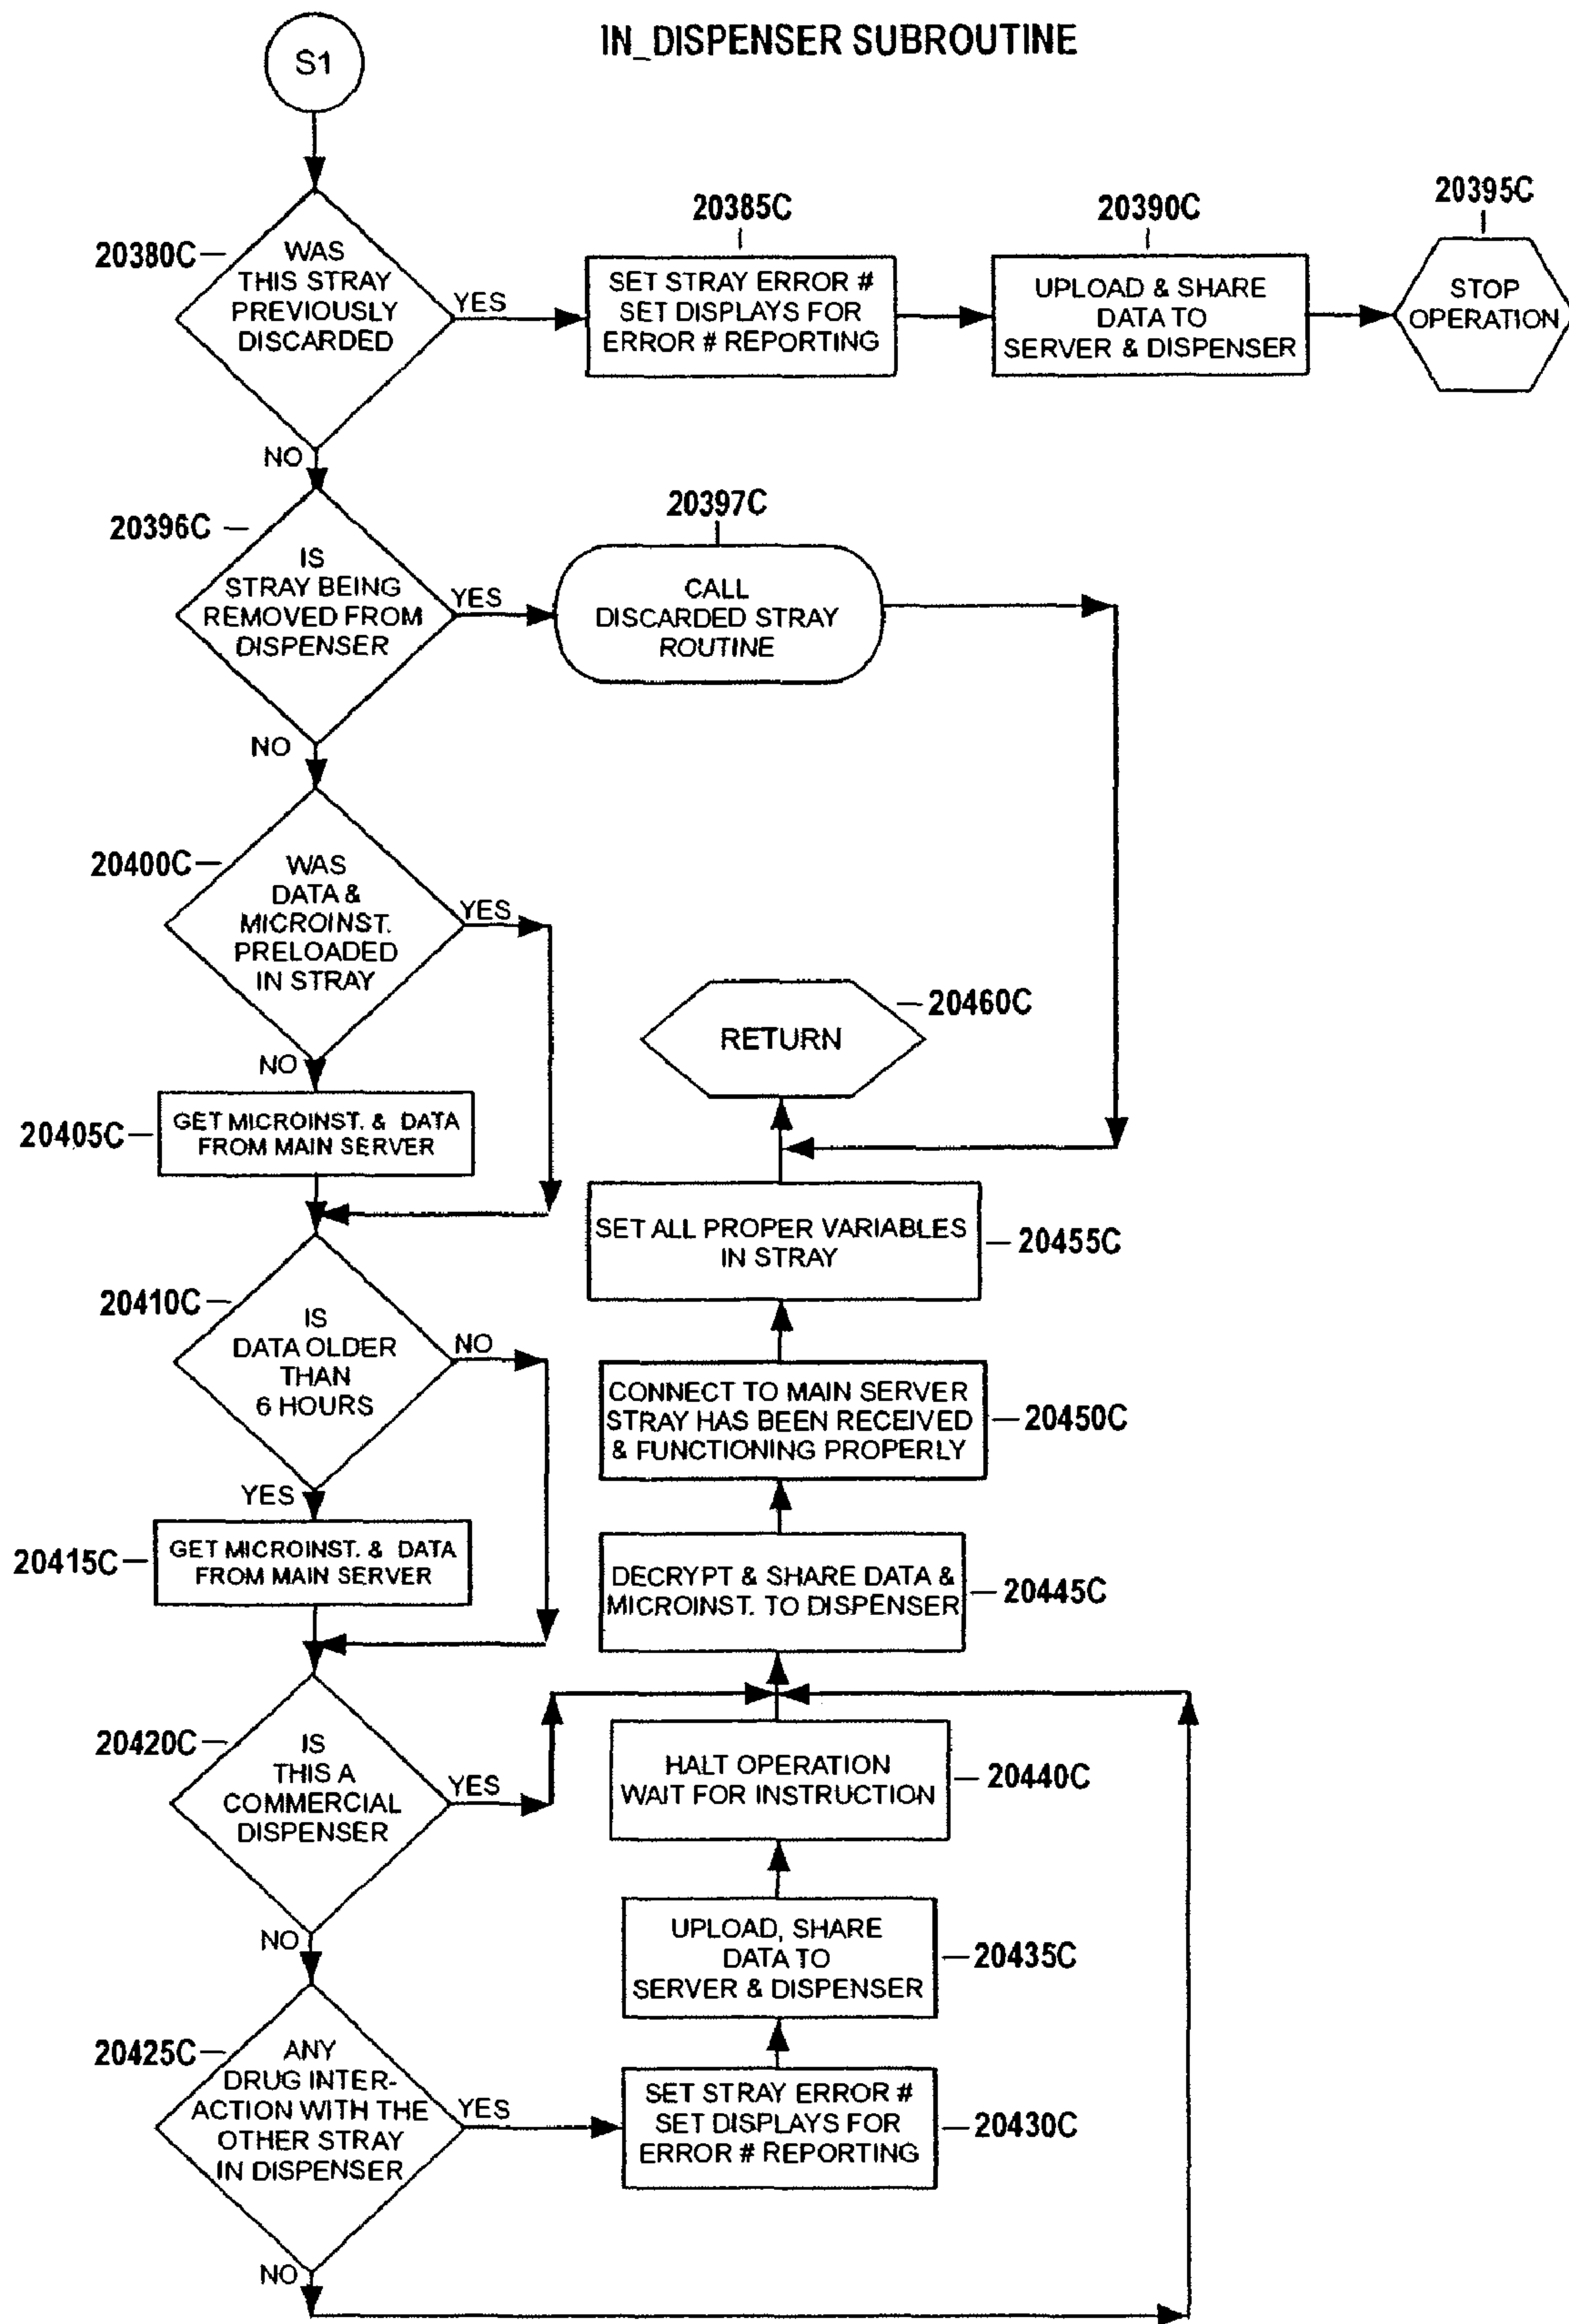 IN_DISPENSER SUBROUTINE
S1
20380C
WAS
THIS STRAY
PREVIOUSLY
DISCARDED
YES
NO
20385C
SET STRAY ERROR #
SET DISPLAYS FOR
ERROR # REPORTING
20390C
UPLOAD & SHARE
DATA TO
SERVER & DISPENSER
20395C
STOP
OPERATION
20396C
IS
STRAY BEING
REMOVED FROM
DISPENSER
YES
NO
20397C
CALL
DISCARDED STRAY
ROUTINE
20400C
WAS
DATA &
MICROINST.
PRELOADED
IN STRAY
YES
NO
20405C
GET MICROINST. & DATA
FROM MAIN SERVER
20410C
IS
DATA OLDER
THAN
6 HOURS
NO
YES
20415C
GET MICROINST. & DATA
FROM MAIN SERVER
20420C
IS
THIS A
COMMERCIAL
DISPENSER
YES
NO
20425C
ANY
DRUG INTER-
ACTION WITH THE
OTHER STRAY
IN DISPENSER
YES
NO
20430C
SET STRAY ERROR #
SET DISPLAYS FOR
ERROR # REPORTING
20435C
UPLOAD, SHARE
DATA TO
SERVER & DISPENSER
20440C
HALT OPERATION
WAIT FOR INSTRUCTION
20445C
DECRYPT & SHARE DATA &
MICROINST. TO DISPENSER
20450C
CONNECT TO MAIN SERVER
STRAY HAS BEEN RECEIVED
& FUNCTIONING PROPERLY
20455C
SET ALL PROPER VARIABLES
IN STRAY
20460C
RETURN